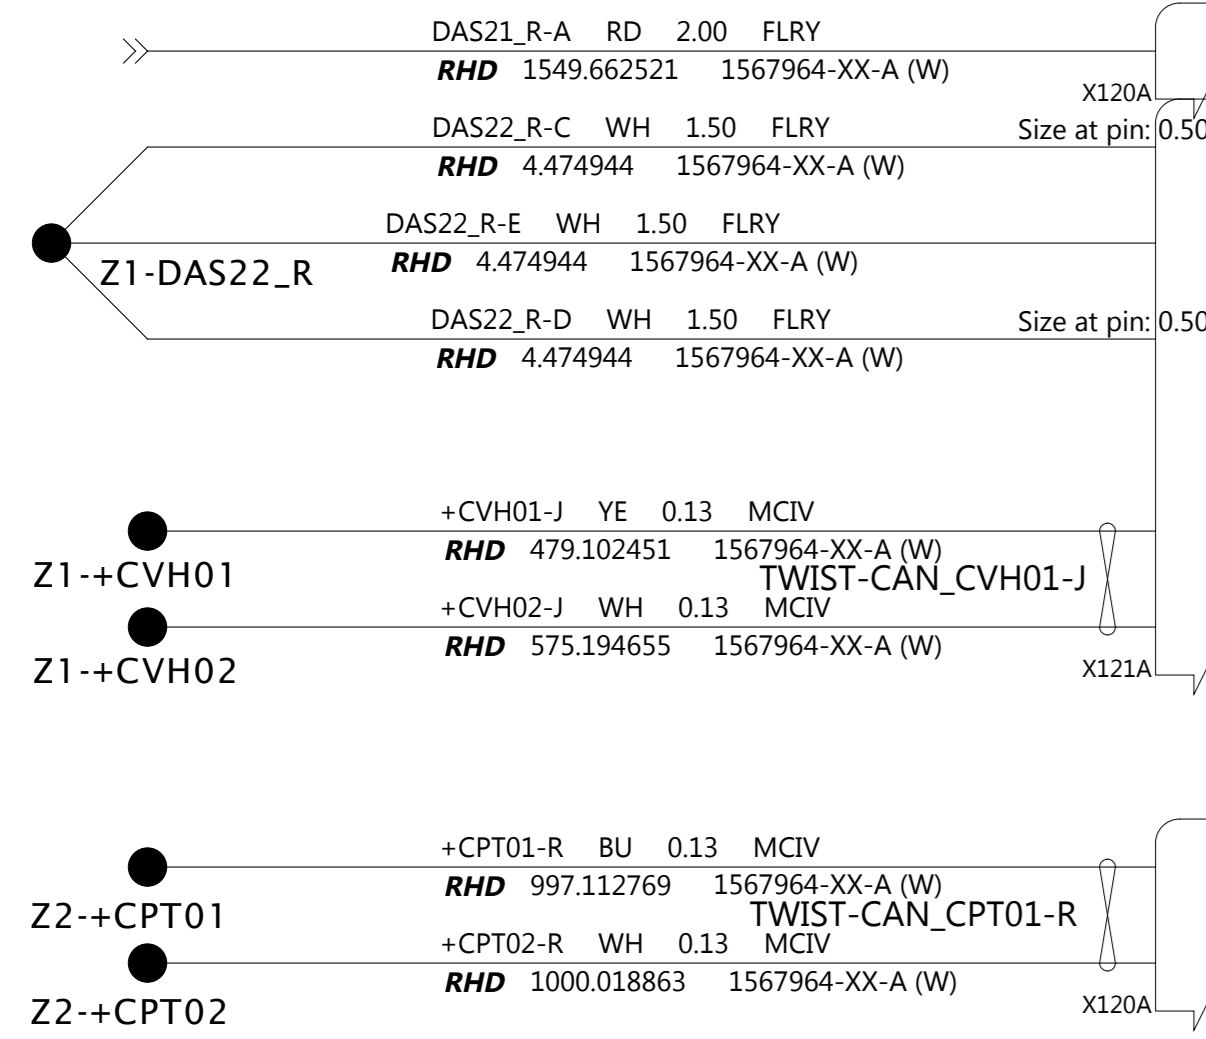 DAS21_R-A RD 2.00 FLRY
RHD 1549.662521 1567964-XX-A (W)
X120A
DAS22_R-C WH 1.50 FLRY Size at pin: 0.50
RHD 4.474944 1567964-XX-A (W)
DAS22_R-E WH 1.50 FLRY
Z1-DAS22_R RHD 4.474944 1567964-XX-A (W)
DAS22_R-D WH 1.50 FLRY Size at pin: 0.50
RHD 4.474944 1567964-XX-A (W)
+CVH01-J YE 0.13 MCIV
RHD 479.102451 1567964-XX-A (W)
Z1-+CVH01 TWIST-CAN_CVH01-J
+CVH02-J WH 0.13 MCIV
RHD 575.194655 1567964-XX-A (W)
Z1-+CVH02 X121A
+CPT01-R BU 0.13 MCIV
RHD 997.112769 1567964-XX-A (W)
Z2-+CPT01 TWIST-CAN_CPT01-R
+CPT02-R WH 0.13 MCIV
RHD 1000.018863 1567964-XX-A (W)
Z2-+CPT02 X120A